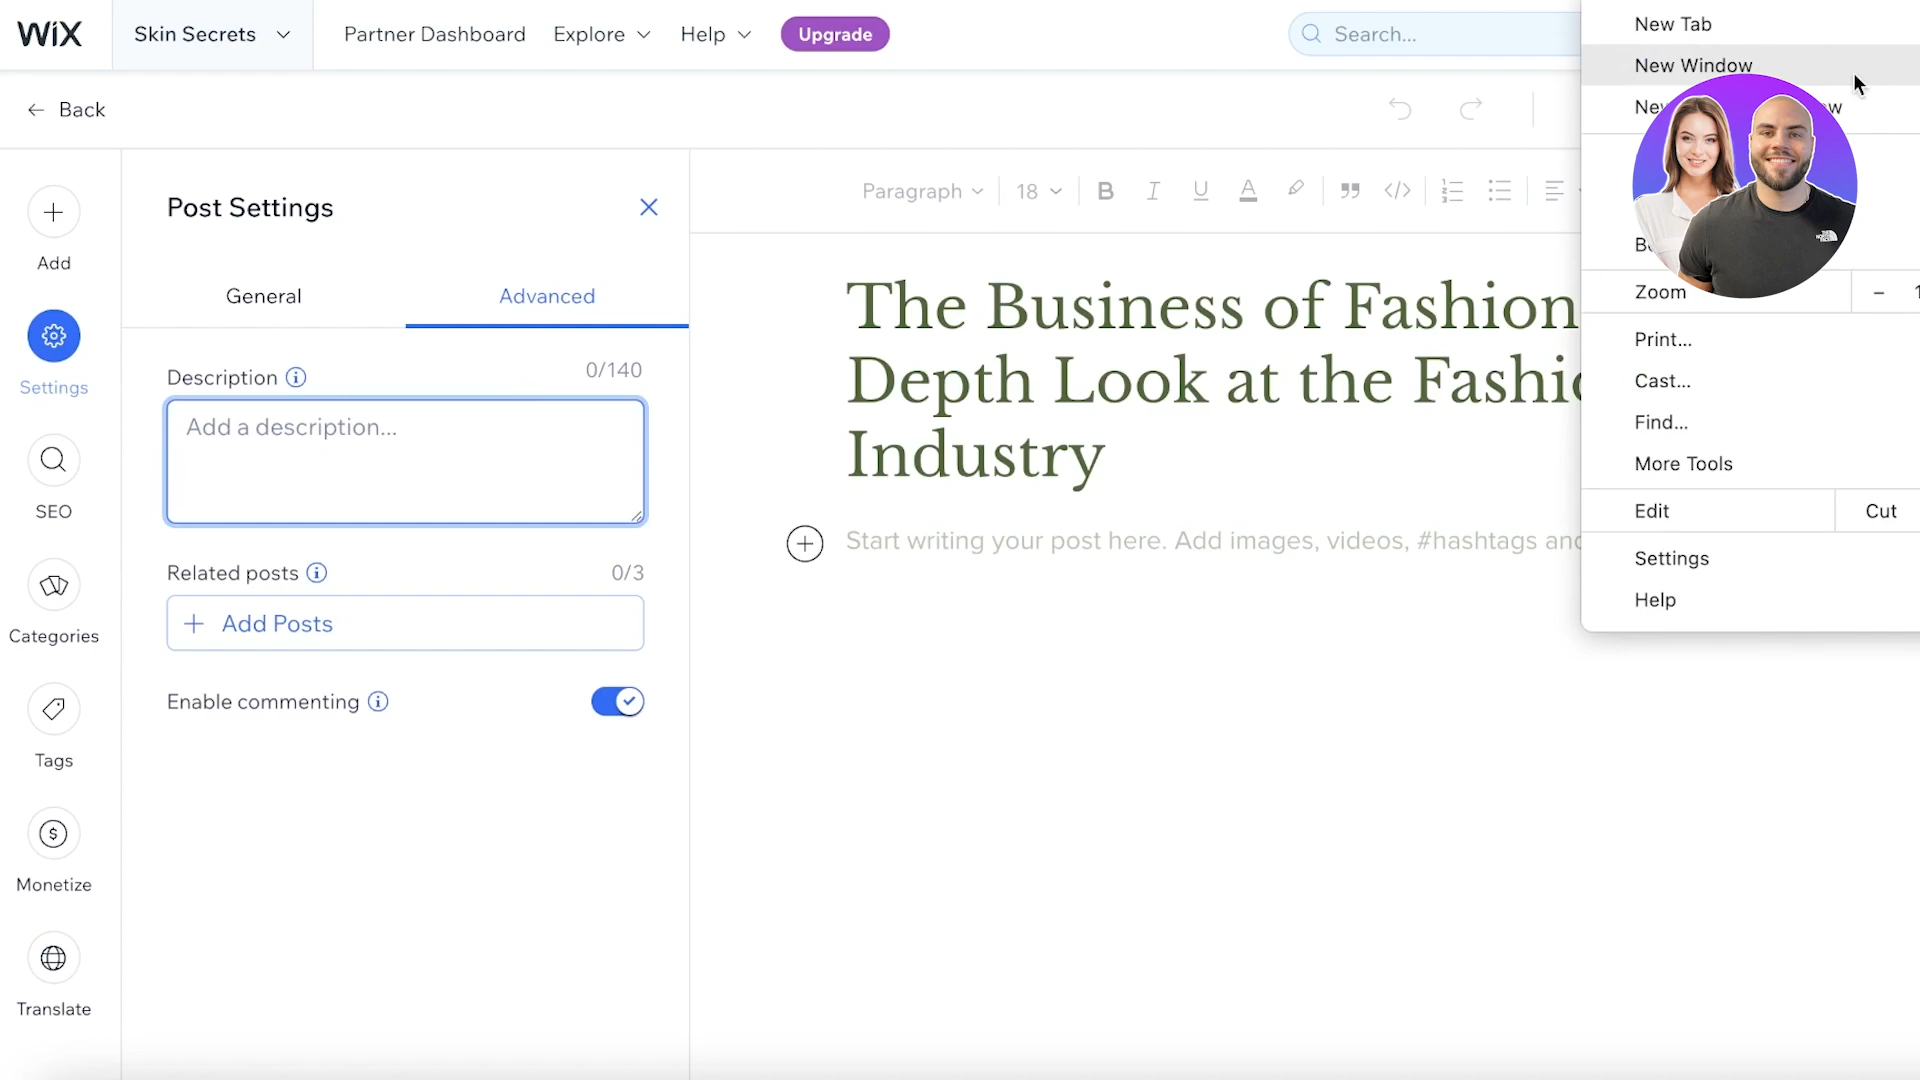 WiX
Skin Secrets
Partner Dashboard
Explore
Help
Upgrade
Search...
New Tab
New Window
Back
Post Settings
General
Advanced
Description
0/140
Add a description...
Related posts
0/3
+ Add Posts
Enable commenting
Add
Settings
SEO
Categories
Tags
Monetize
Translate
Paragraph
18
B I U A
The Business of Fashion
Depth Look at the Fashio
Industry
Start writing your post here. Add images, videos, #hashtags and
Zoom
Print...
Cast...
Find...
More Tools
Edit
Cut
Settings
Help